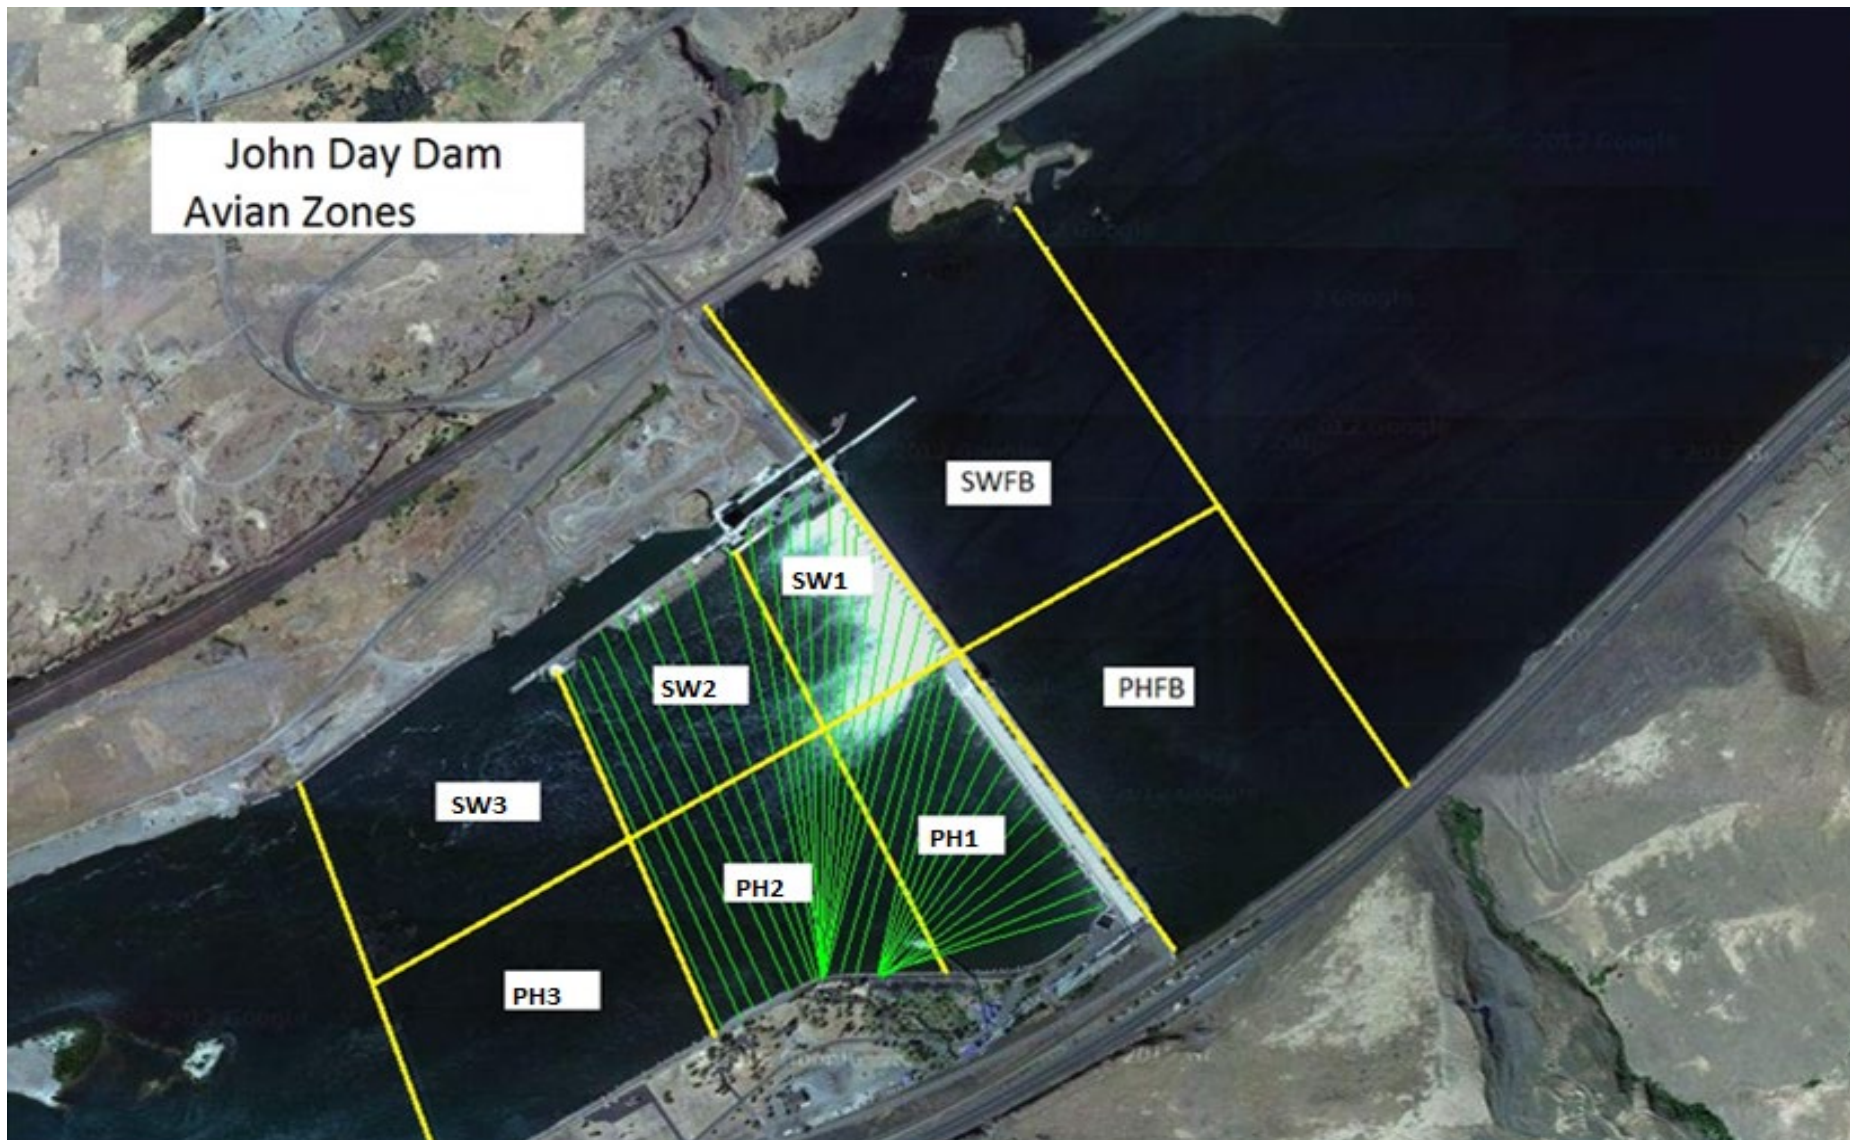 John Day Dam
Avian Zones
SWFB
SW1
SW2
PHFB
SW3
PH1
PH2
PH3